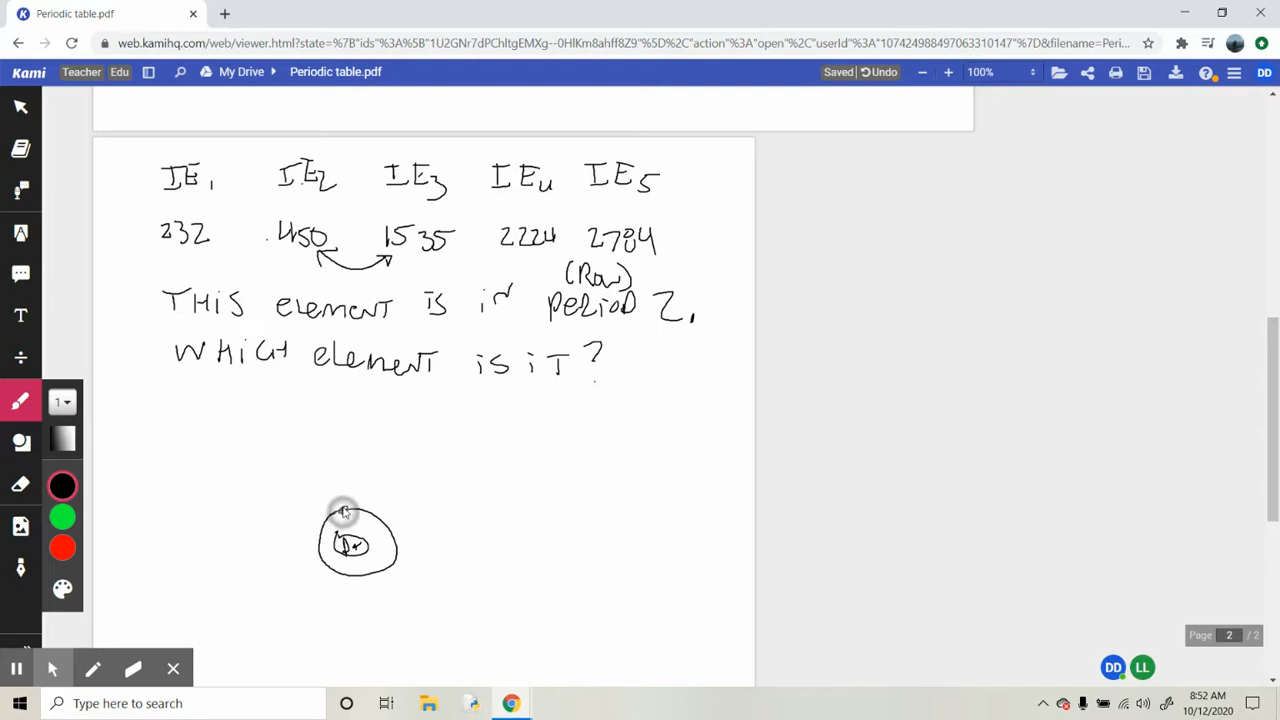 Periodic table.pdf
web.kamihq.com/web/viewer.html?state=%7B"ids"%3A%5B"1U2GNr7dPChlgEMXg--0HlKm8ahff8Z9"%5D%2C"action"%3A"open"%2C"userId"%3A"107424988497063310147"%7D&filename=Peri...
Kami Teacher Edu My Drive Periodic table.pdf Saved Undo 100% DD
IE1 IE2 IE3 IE4 IE5
232 450 1535 2224 2784
(Row)
THIS element is in PERIOD 2.
WHICH element is iT?
1
Page 2 / 2
DD LL
Type here to search
8:52 AM
10/12/2020